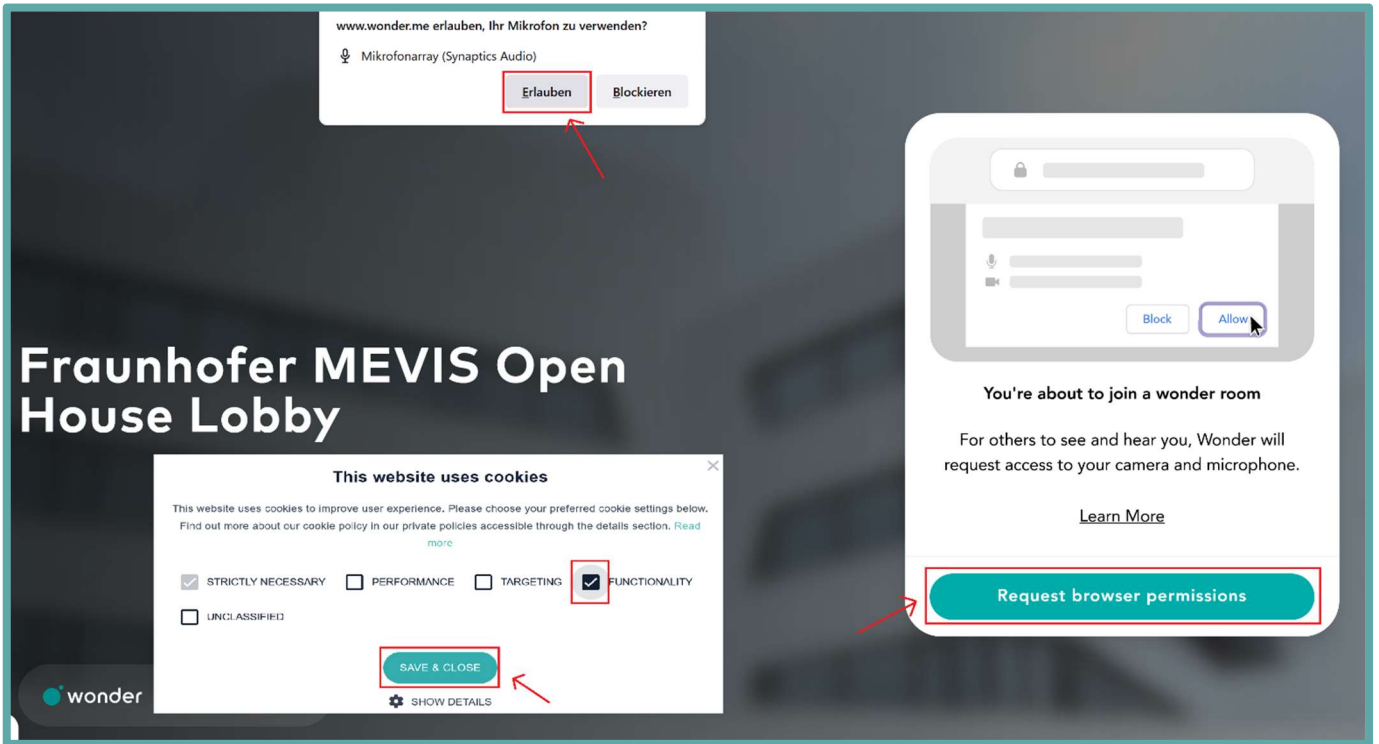 www.wonder.me erlauben, Ihr Mikrofon zu verwenden?
Mikrofonarray (Synaptics Audio)
Erlauben Blockieren
Block Allow
You're about to join a wonder room
For others to see and hear you, Wonder will
request access to your camera and microphone.
Learn More
Request browser permissions
Fraunhofer MEVIS Open
House Lobby
This website uses cookies
This website uses cookies to improve user experience. Please choose your preferred cookie settings below.
Find out more about our cookie policy in our private policies accessible through the details section. Read
more
STRICTLY NECESSARY PERFORMANCE TARGETING FUNCTIONALITY
UNCLASSIFIED
SAVE & CLOSE
SHOW DETAILS
wonder